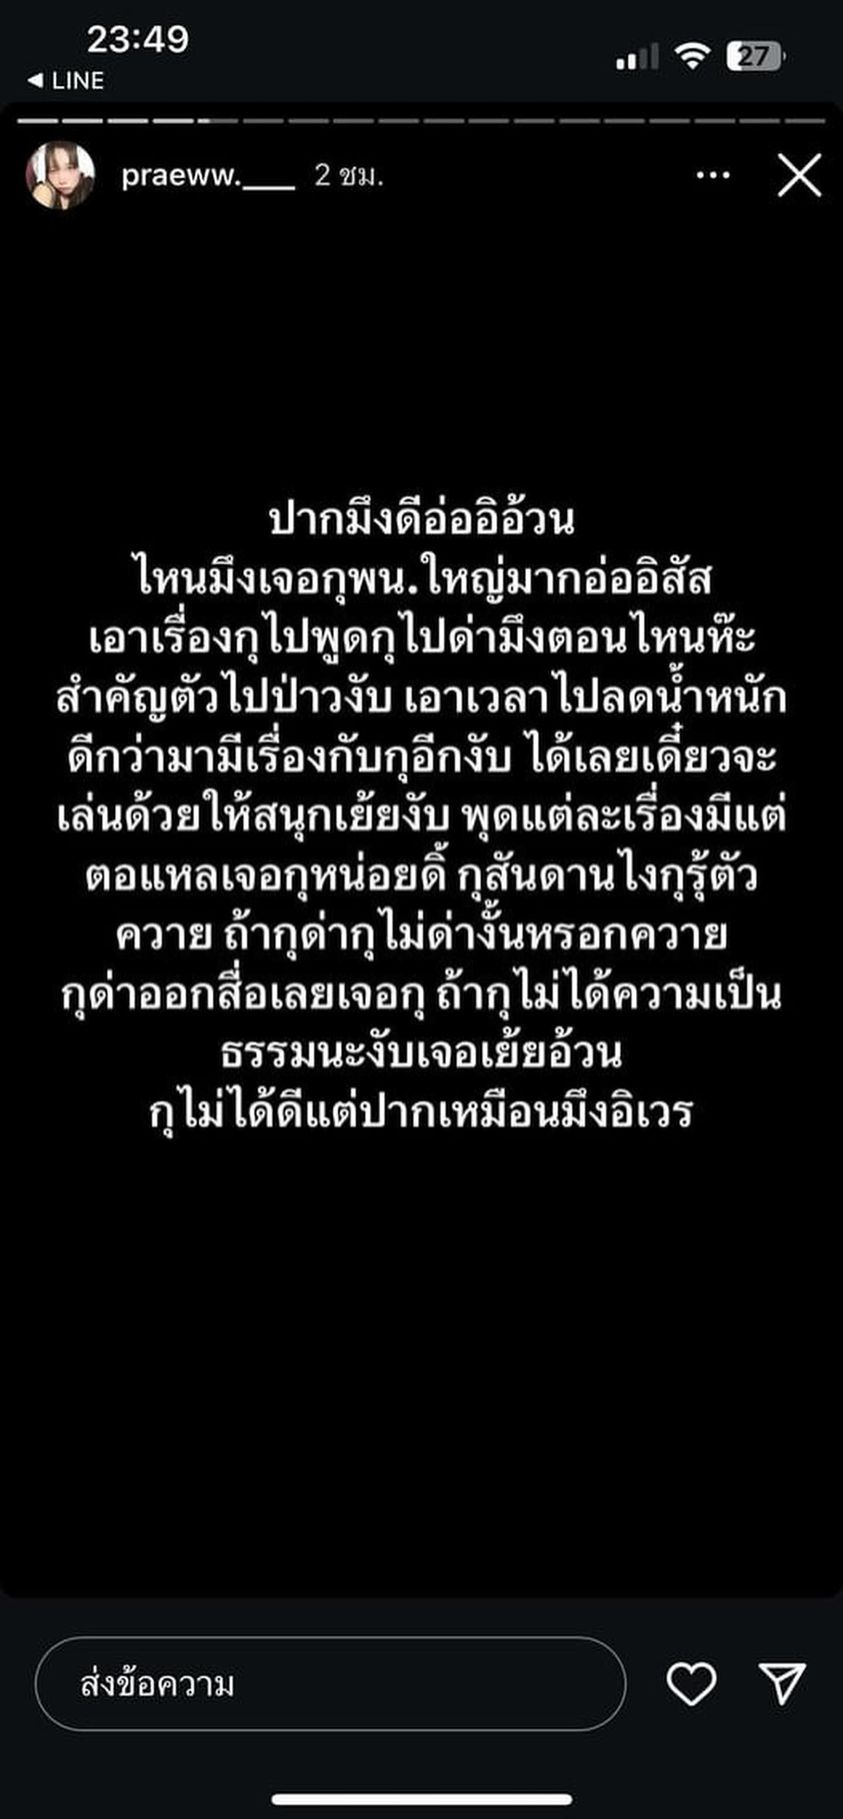 23:49
◀ LINE
27
praeww.___ 2 ชม.
ปากมึงดีอ่ออิอ้วน
ไหนมึงเจอกุพน.ใหญ่มากอ่ออิสัส
เอาเรื่องกุไปพูดกุไปด่ามึงตอนไหนห๊ะ
สำคัญตัวไปป่าวงับ เอาเวลาไปลดน้ำหนัก
ดีกว่ามามีเรื่องกับกุอีกงับ ได้เลยเดี๋ยวจะ
เล่นด้วยให้สนุกเย้ยงับ พุดแต่ละเรื่องมีแต่
ตอแหลเจอกุหน่อยดิ้ กุสันดานไงกุรุ้ตัว
ควาย ถ้ากุด่ากุไม่ด่างั้นหรอกควาย
กุด่าออกสื่อเลยเจอกุ ถ้ากุไม่ได้ความเป็น
ธรรมนะงับเจอเย้ยอ้วน
กุไม่ได้ดีแต่ปากเหมือนมึงอิเวร
ส่งข้อความ